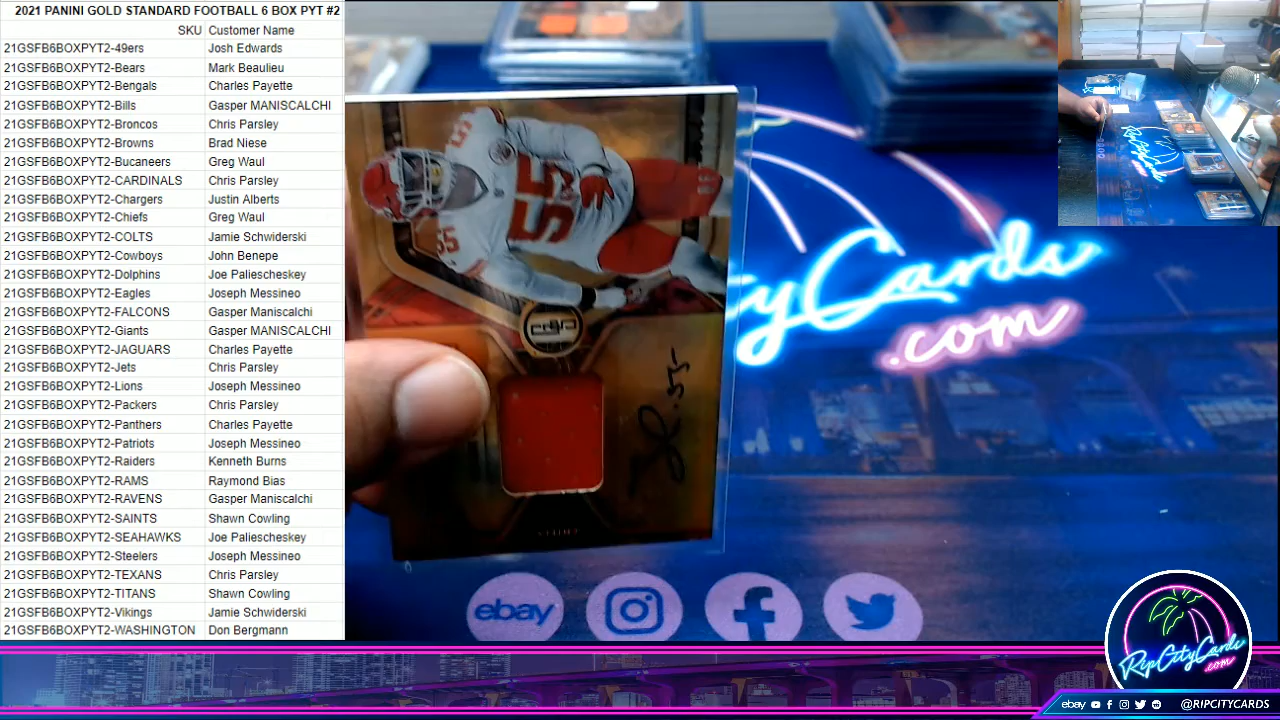 2021 PANINI GOLD STANDARD FOOTBALL 6 BOX PYT #2
SKU Customer Name
21GSFB6BOXPYT2-49ers Josh Edwards
21GSFB6BOXPYT2-Bears Mark Beaulieu
21GSFB6BOXPYT2-Bengals Charles Payette
21GSFB6BOXPYT2-Bills Gasper MANISCALCHI
21GSFB6BOXPYT2-Broncos Chris Parsley
21GSFB6BOXPYT2-Browns Brad Niese
21GSFB6BOXPYT2-Bucaneers Greg Waul
21GSFB6BOXPYT2-CARDINALS Chris Parsley
21GSFB6BOXPYT2-Chargers Justin Alberts
21GSFB6BOXPYT2-Chiefs Greg Waul
21GSFB6BOXPYT2-COLTS Jamie Schwiderski
21GSFB6BOXPYT2-Cowboys John Benepe
21GSFB6BOXPYT2-Dolphins Joe Paliescheskey
21GSFB6BOXPYT2-Eagles Joseph Messineo
21GSFB6BOXPYT2-FALCONS Gasper Maniscalchi
21GSFB6BOXPYT2-Giants Gasper MANISCALCHI
21GSFB6BOXPYT2-JAGUARS Charles Payette
21GSFB6BOXPYT2-Jets Chris Parsley
21GSFB6BOXPYT2-Lions Joseph Messineo
21GSFB6BOXPYT2-Packers Chris Parsley
21GSFB6BOXPYT2-Panthers Charles Payette
21GSFB6BOXPYT2-Patriots Joseph Messineo
21GSFB6BOXPYT2-Raiders Kenneth Burns
21GSFB6BOXPYT2-RAMS Raymond Bias
21GSFB6BOXPYT2-RAVENS Gasper Maniscalchi
21GSFB6BOXPYT2-SAINTS Shawn Cowling
21GSFB6BOXPYT2-SEAHAWKS Joe Paliescheskey
21GSFB6BOXPYT2-Steelers Joseph Messineo
21GSFB6BOXPYT2-TEXANS Chris Parsley
21GSFB6BOXPYT2-TITANS Shawn Cowling
21GSFB6BOXPYT2-Vikings Jamie Schwiderski
21GSFB6BOXPYT2-WASHINGTON Don Bergmann
55
55
55
tyCards
.com
ebay
RipCityCards
RipCityCards
.com
ebay @RIPCITYCARDS